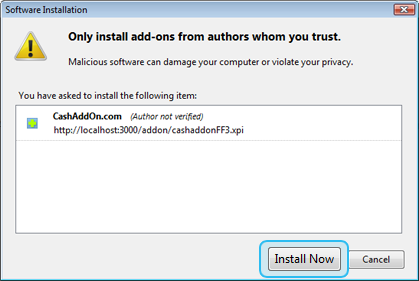 Software Installation
Only install add-ons from authors whom you trust.
Malicious software can damage your computer or violate your privacy.
You have asked to install the following item:
CashAddOn.com (Author not verified)
http://localhost:3000/addon/cashaddonFF3.xpi
Install Now Cancel